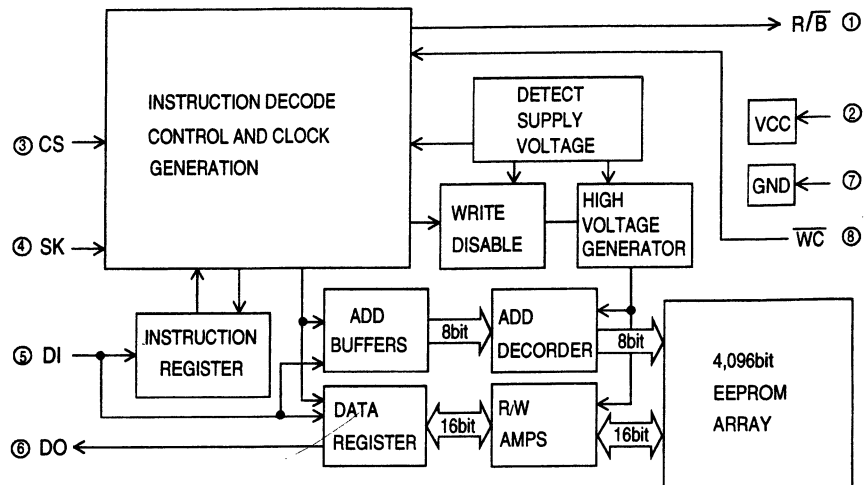 R/B̅ ①
INSTRUCTION DECODE
CONTROL AND CLOCK
GENERATION
DETECT
SUPPLY
VOLTAGE
VCC ②
③ CS
GND ⑦
WRITE
DISABLE
HIGH
VOLTAGE
GENERATOR
④ SK
W̅C̅ ⑧
INSTRUCTION
REGISTER
ADD
BUFFERS
8bit
ADD
DECORDER
8bit
⑤ DI
4,096bit
EEPROM
ARRAY
DATA
REGISTER
16bit
R/W
AMPS
16bit
⑥ DO